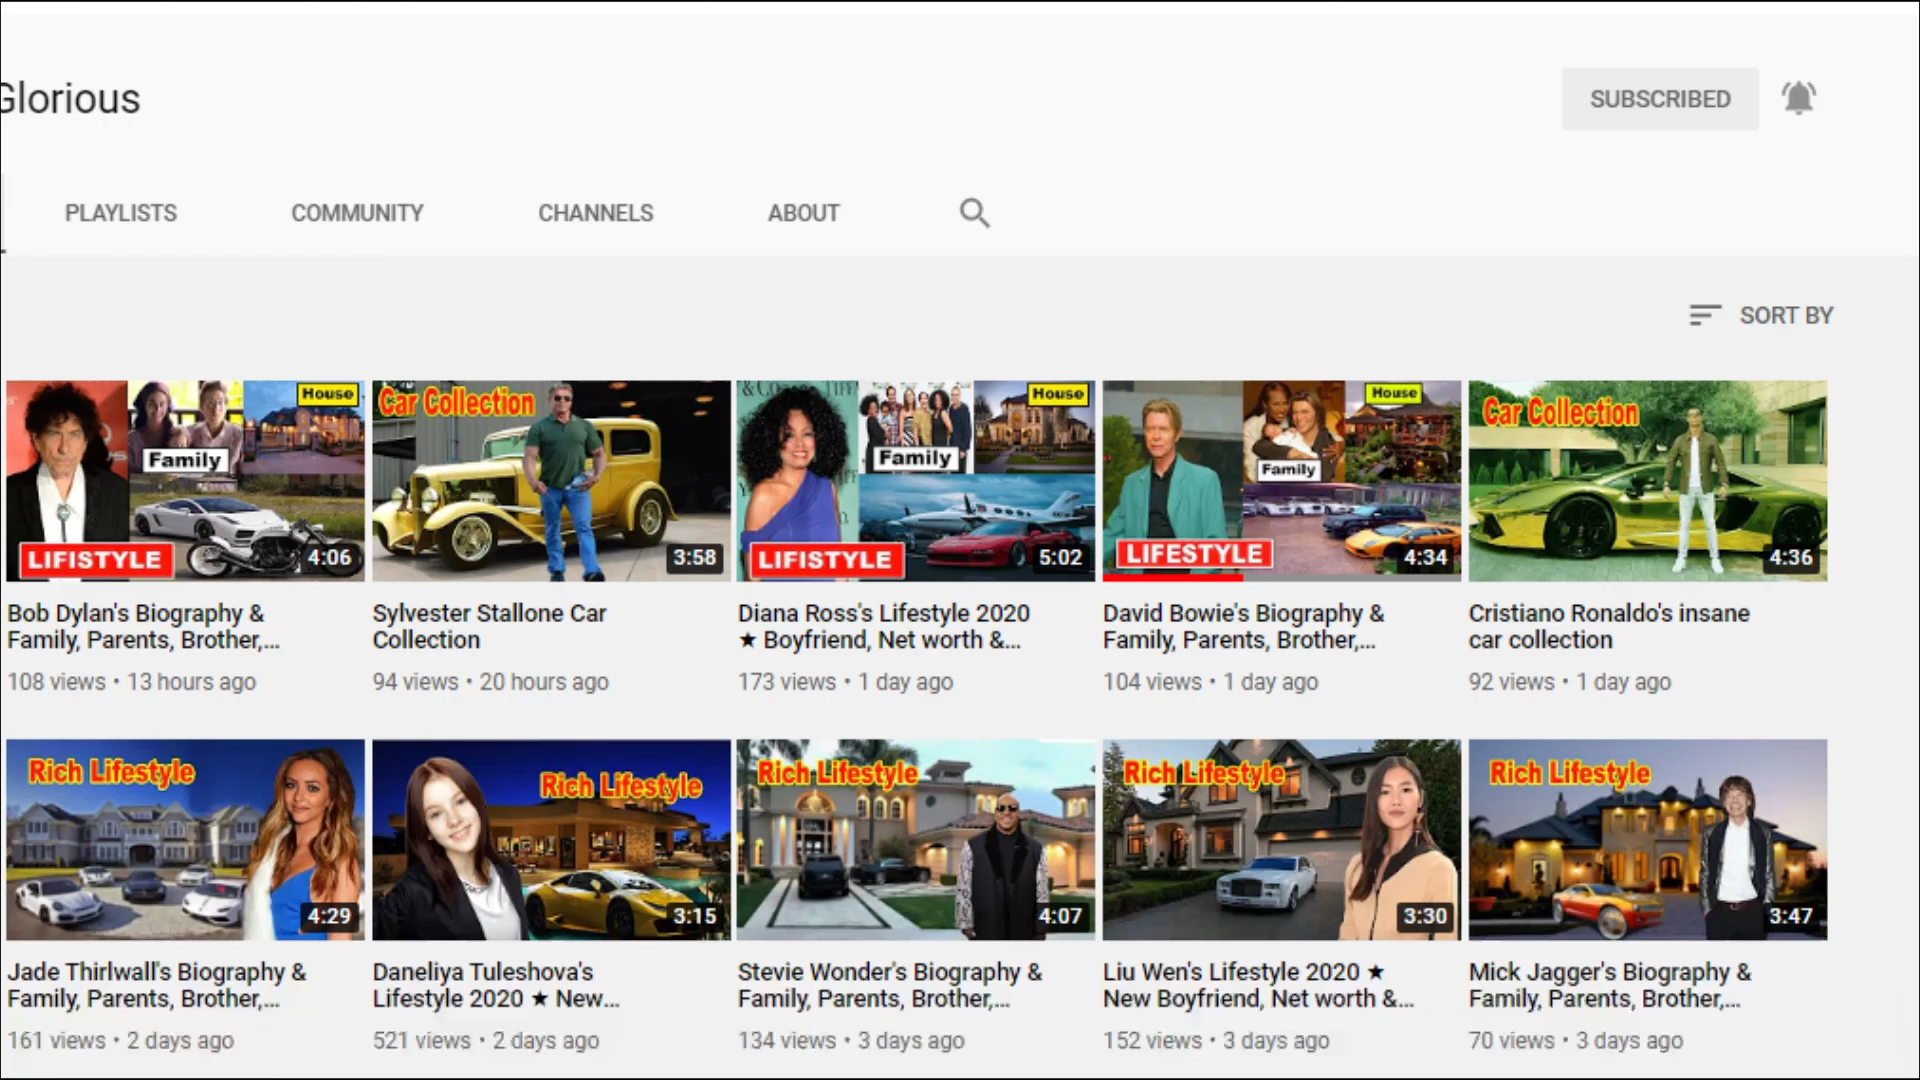 Glorious
SUBSCRIBED
PLAYLISTS
COMMUNITY
CHANNELS
ABOUT
SORT BY
House
Family
LIFISTYLE
4:06
Car Collection
3:58
House
Family
LIFISTYLE
5:02
House
Family
LIFESTYLE
4:34
Car Collection
4:36
Bob Dylan's Biography &
Family, Parents, Brother,...
108 views • 13 hours ago
Sylvester Stallone Car
Collection
94 views • 20 hours ago
Diana Ross's Lifestyle 2020
★ Boyfriend, Net worth &...
173 views • 1 day ago
David Bowie's Biography &
Family, Parents, Brother,...
104 views • 1 day ago
Cristiano Ronaldo's insane
car collection
92 views • 1 day ago
Rich Lifestyle
4:29
Rich Lifestyle
3:15
Rich Lifestyle
4:07
Rich Lifestyle
3:30
Rich Lifestyle
3:47
Jade Thirlwall's Biography &
Family, Parents, Brother,...
161 views • 2 days ago
Daneliya Tuleshova's
Lifestyle 2020 ★ New...
521 views • 2 days ago
Stevie Wonder's Biography &
Family, Parents, Brother,...
134 views • 3 days ago
Liu Wen's Lifestyle 2020 ★
New Boyfriend, Net worth &...
152 views • 3 days ago
Mick Jagger's Biography &
Family, Parents, Brother,...
70 views • 3 days ago